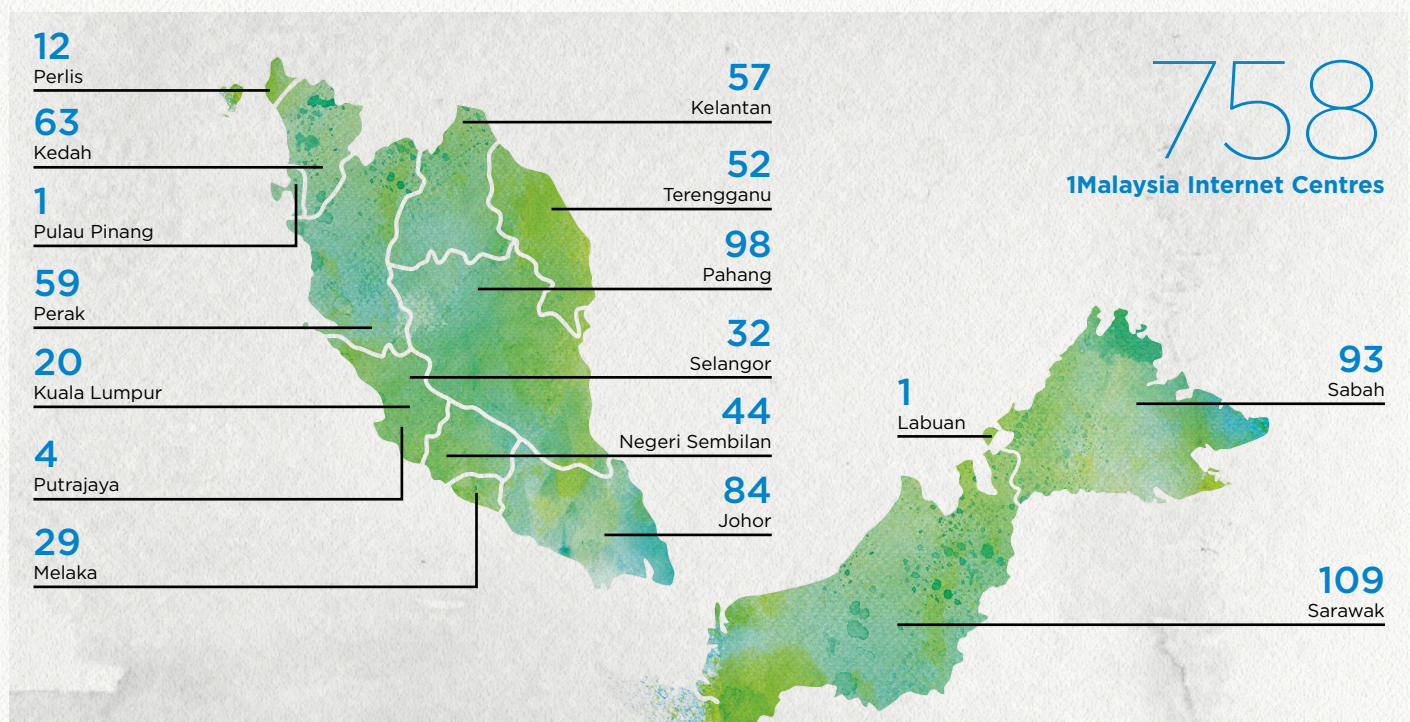 12
Perlis
63
Kedah
1
Pulau Pinang
59
Perak
20
Kuala Lumpur
4
Putrajaya
29
Melaka
57
Kelantan
52
Terengganu
98
Pahang
32
Selangor
44
Negeri Sembilan
84
Johor
758
1Malaysia Internet Centres
1
Labuan
93
Sabah
109
Sarawak